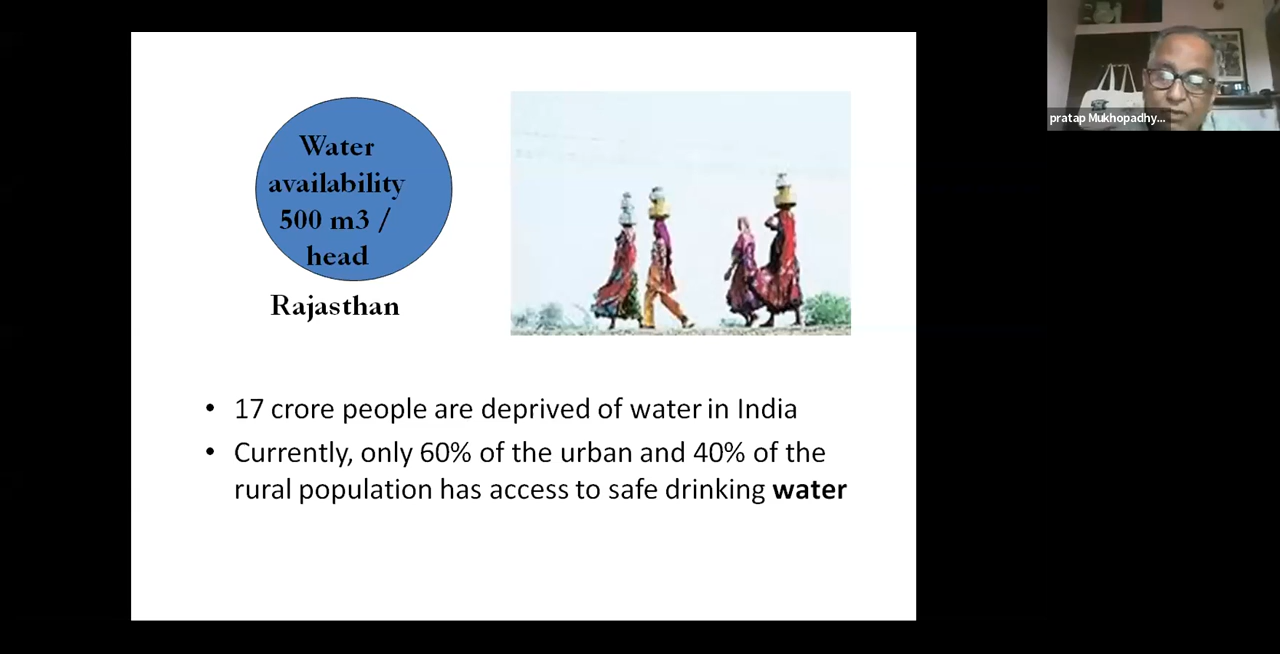 Water
availability
500 m3 /
head
Rajasthan
• 17 crore people are deprived of water in India
• Currently, only 60% of the urban and 40% of the
rural population has access to safe drinking water
pratap Mukhopadhy...